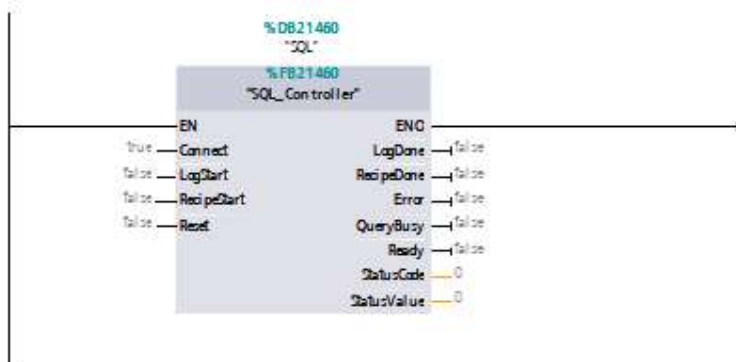 %DB21460
"SQL"
%FB21460
"SQL_Controller"
EN ENO
true Connect LogDone false
false LogStart RecipeDone false
false RecipeStart Error false
false Reset QueryBusy false
Ready false
StatusCode 0
StatusValue 0